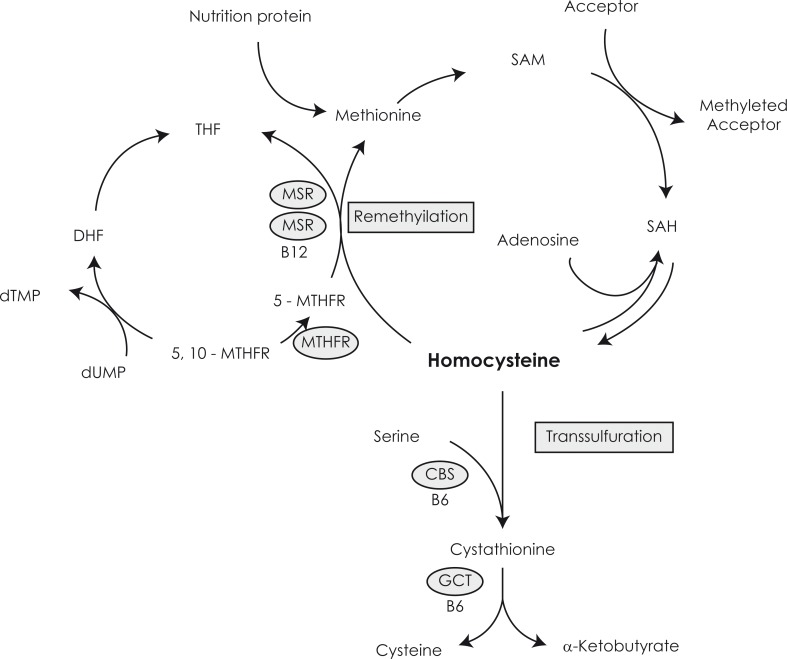 Nutrition protein
Acceptor
SAM
Methionine
Methyleted
Acceptor
THF
MSR
MSR
B12
Remethyilation
DHF
Adenosine
SAH
dTMP
5 - MTHFR
5, 10 - MTHFR
MTHFR
dUMP
Homocysteine
Serine
Transsulfuration
CBS
B6
Cystathionine
GCT
B6
Cysteine
α-Ketobutyrate